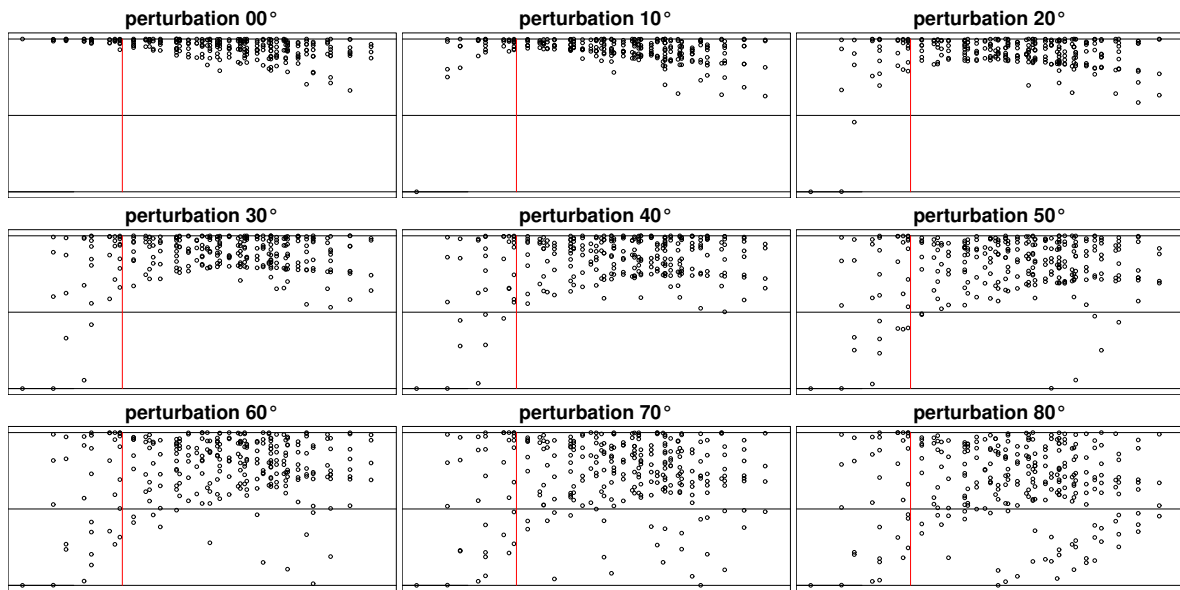 perturbation 00°
perturbation 10°
perturbation 20°
perturbation 30°
perturbation 40°
perturbation 50°
perturbation 60°
perturbation 70°
perturbation 80°